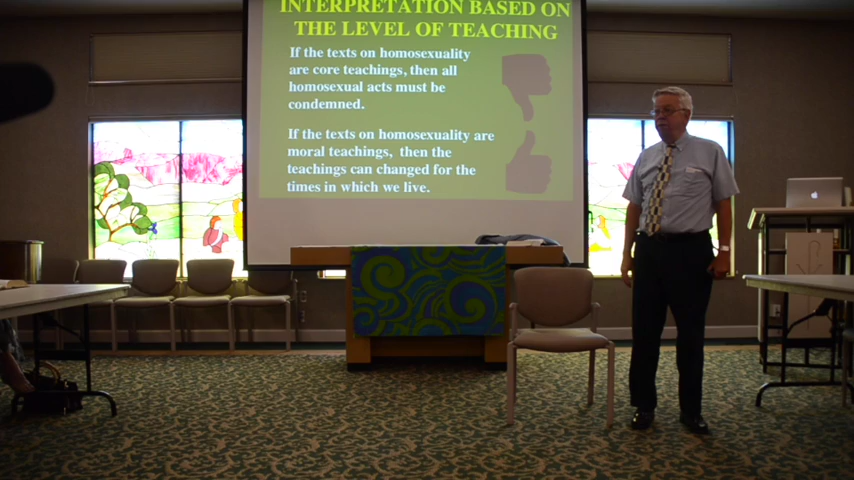 INTERPRETATION BASED ON
THE LEVEL OF TEACHING
If the texts on homosexuality
are core teachings, then all
homosexual acts must be
condemned.
If the texts on homosexuality are
moral teachings, then the
teachings can changed for the
times in which we live.